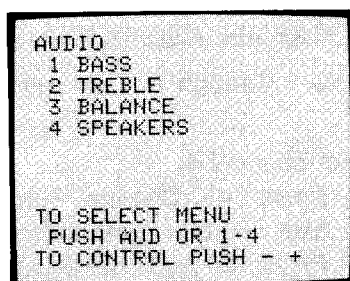 AUDIO
1 BASS
2 TREBLE
3 BALANCE
4 SPEAKERS
TO SELECT MENU
PUSH AUD OR 1-4
TO CONTROL PUSH - +